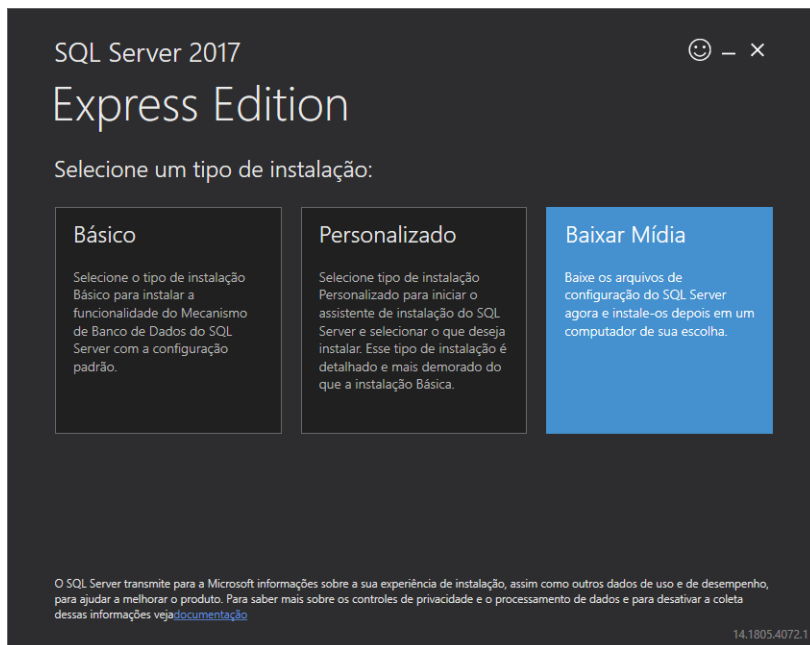 SQL Server 2017
Express Edition
Selecione um tipo de instalação:
Básico
Selecione o tipo de instalação
Básico para instalar a
funcionalidade do Mecanismo
de Banco de Dados do SQL
Server com a configuração
padrão.
Personalizado
Selecione tipo de instalação
Personalizado para iniciar o
assistente de instalação do SQL
Server e selecionar o que deseja
instalar. Esse tipo de instalação é
detalhado e mais demorado do
que a instalação Básica.
Baixar Mídia
Baixe os arquivos de
configuração do SQL Server
agora e instale-os depois em um
computador de sua escolha.
O SQL Server transmite para a Microsoft informações sobre a sua experiência de instalação, assim como outros dados de uso e de desempenho,
para ajudar a melhorar o produto. Para saber mais sobre os controles de privacidade e o processamento de dados e para desativar a coleta
dessas informações vejadocumentação
14.1805.4072.1